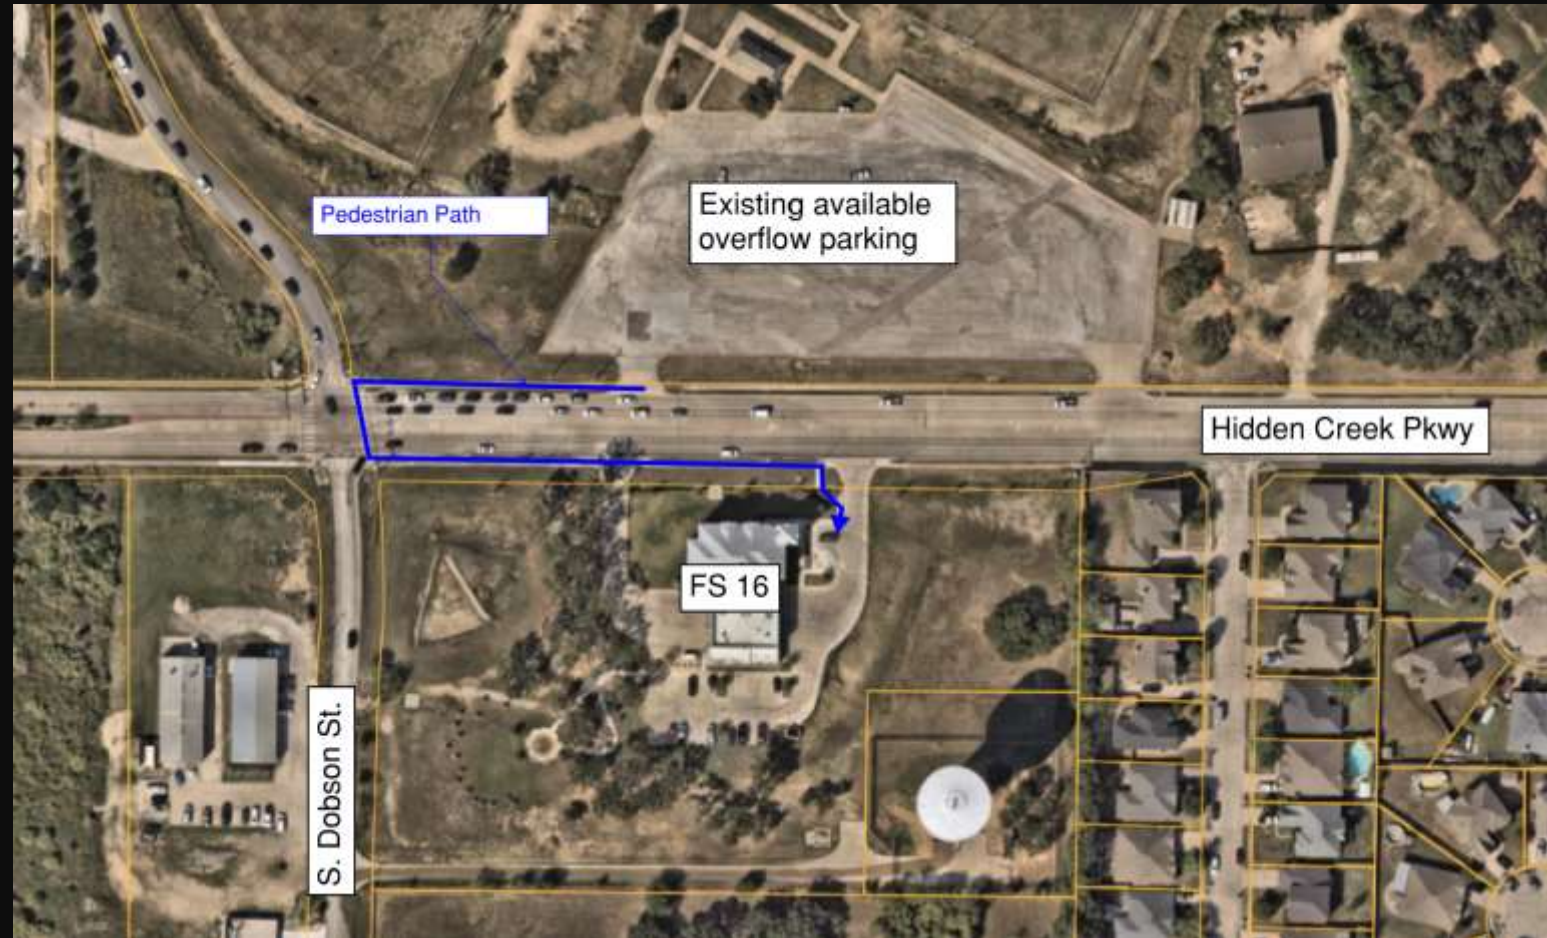 Pedestrian Path
Existing available
overflow parking
Hidden Creek Pkwy
FS 16
S. Dobson St.